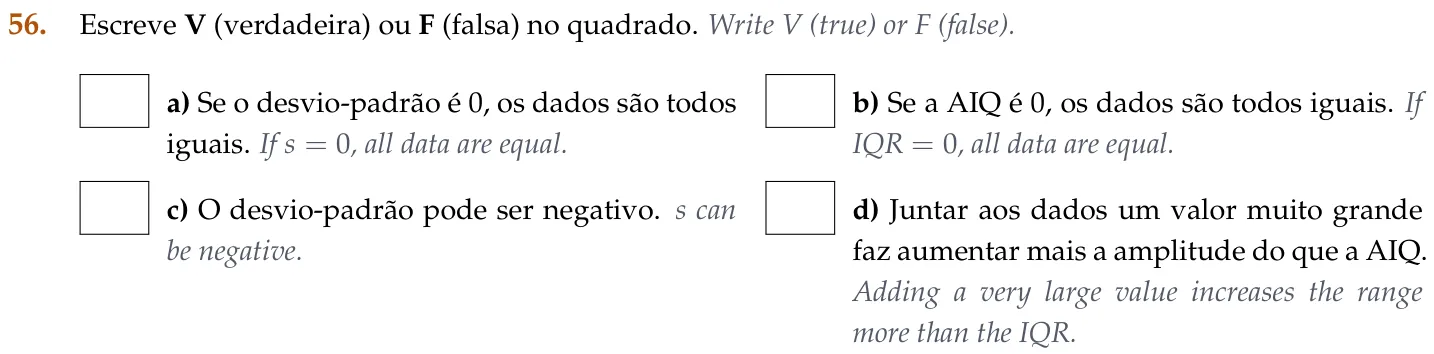 56. Escreve V (verdadeira) ou F (falsa) no quadrado. Write V (true) or F (false).
a) Se o desvio-padrão é 0, os dados são todos
iguais. If s = 0, all data are equal.
b) Se a AIQ é 0, os dados são todos iguais. If
IQR = 0, all data are equal.
c) O desvio-padrão pode ser negativo. s can
be negative.
d) Juntar aos dados um valor muito grande
faz aumentar mais a amplitude do que a AIQ.
Adding a very large value increases the range
more than the IQR.